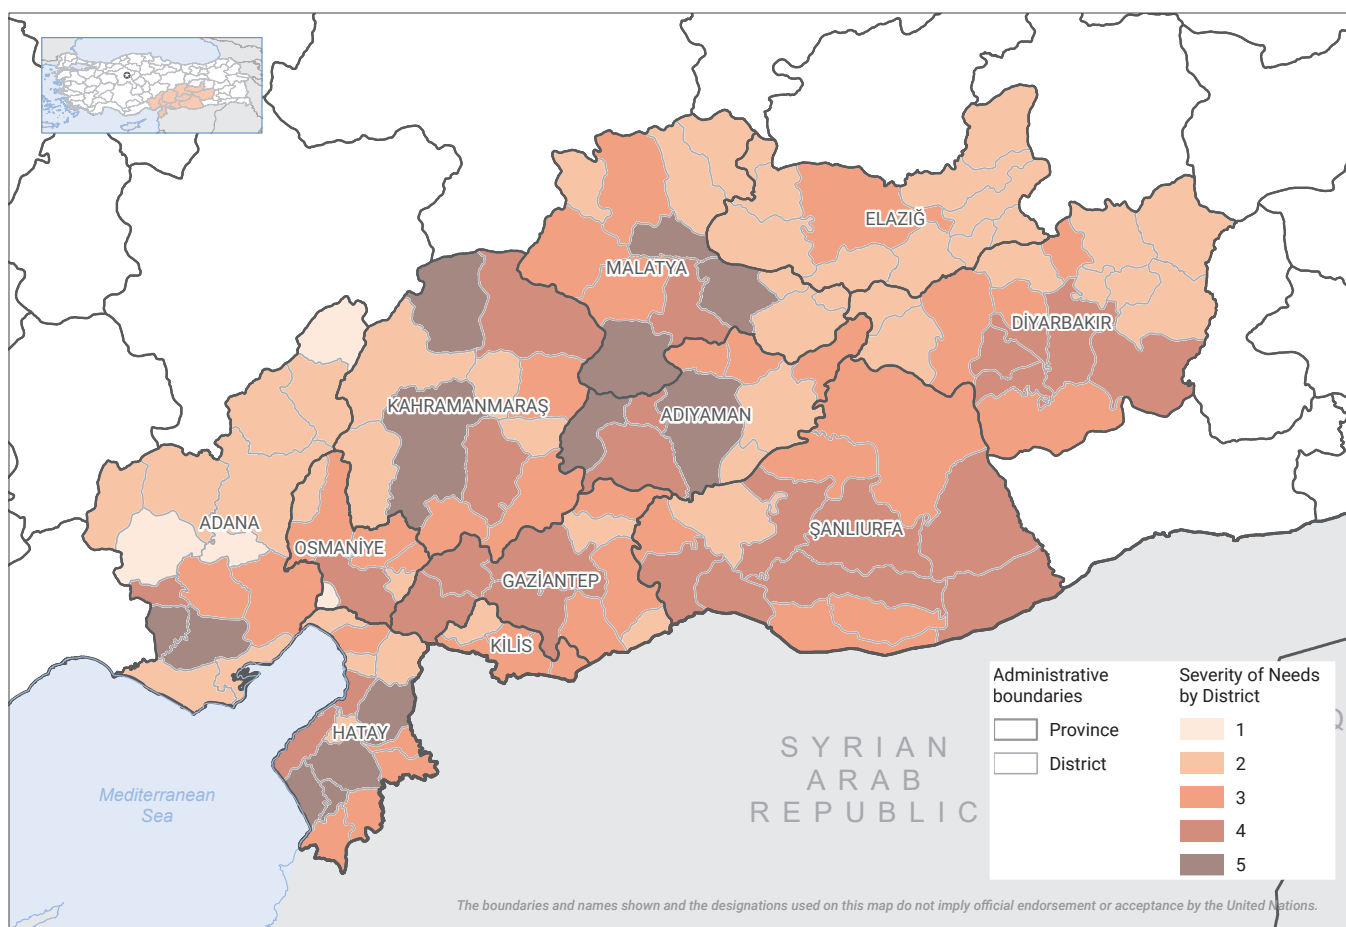 ELAZIĞ
MALATYA
DİYARBAKIR
KAHRAMANMARAŞ
ADIYAMAN
ADANA
OSMANİYE
ŞANLIURFA
GAZİANTEP
KİLİS
HATAY
Mediterranean
Sea
SYRIAN
ARAB
REPUBLIC
Q
Administrative
boundaries
Province
District
Severity of Needs
by District
1
2
3
4
5
The boundaries and names shown and the designations used on this map do not imply official endorsement or acceptance by the United Nations.